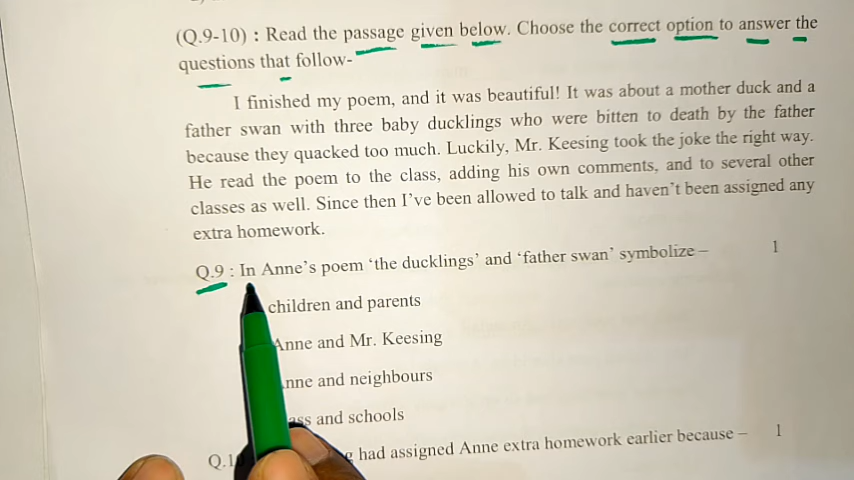 (Q.9-10) : Read the passage given below. Choose the correct option to answer the
questions that follow-
I finished my poem, and it was beautiful! It was about a mother duck and a
father swan with three baby ducklings who were bitten to death by the father
because they quacked too much. Luckily, Mr. Keesing took the joke the right way.
He read the poem to the class, adding his own comments, and to several other
classes as well. Since then I've been allowed to talk and haven't been assigned any
extra homework.
Q.9 : In Anne's poem 'the ducklings' and 'father swan' symbolize – 1
children and parents
Anne and Mr. Keesing
Anne and neighbours
and schools
had assigned Anne extra homework earlier because – 1